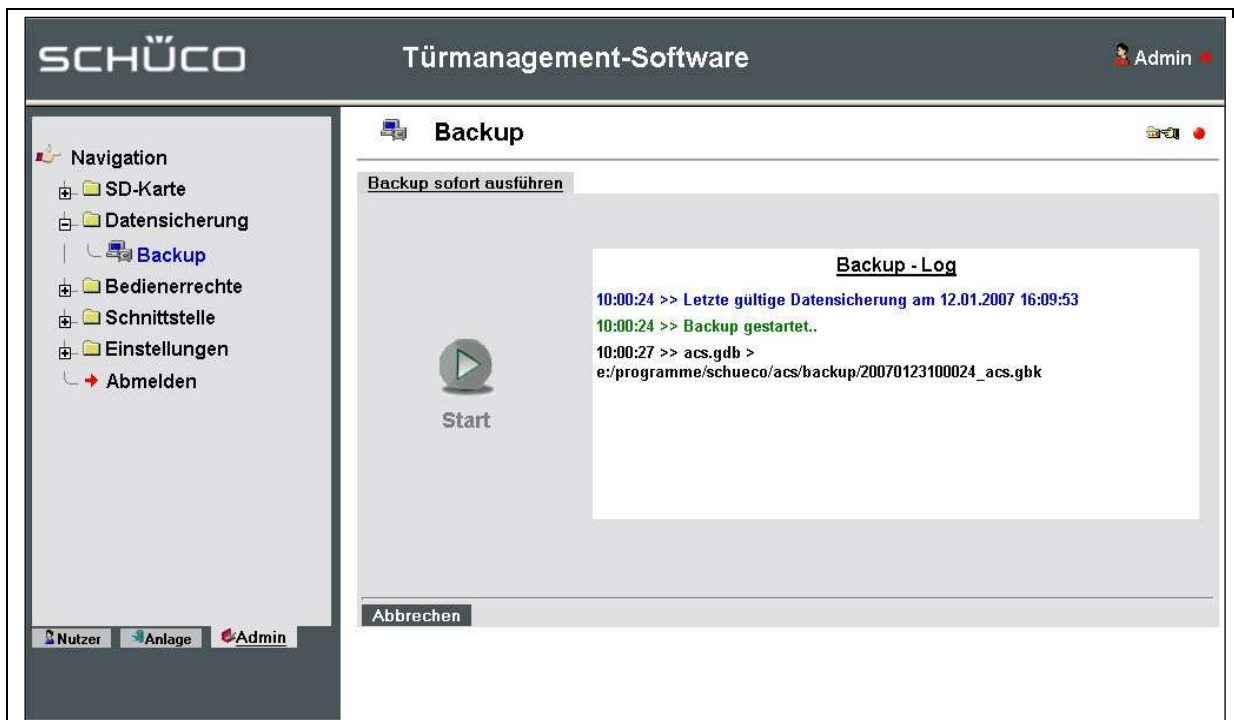 SCHÜCO
Türmanagement-Software
Admin
Navigation
SD-Karte
Datensicherung
Backup
Bedienerrechte
Schnittstelle
Einstellungen
Abmelden
Nutzer
Anlage
Admin
Backup
Backup sofort ausführen
Start
Backup - Log
10:00:24 >> Letzte gültige Datensicherung am 12.01.2007 16:09:53
10:00:24 >> Backup gestartet..
10:00:27 >> acs.gdb >
e:/programme/schueco/acs/backup/20070123100024_acs.gbk
Abbrechen